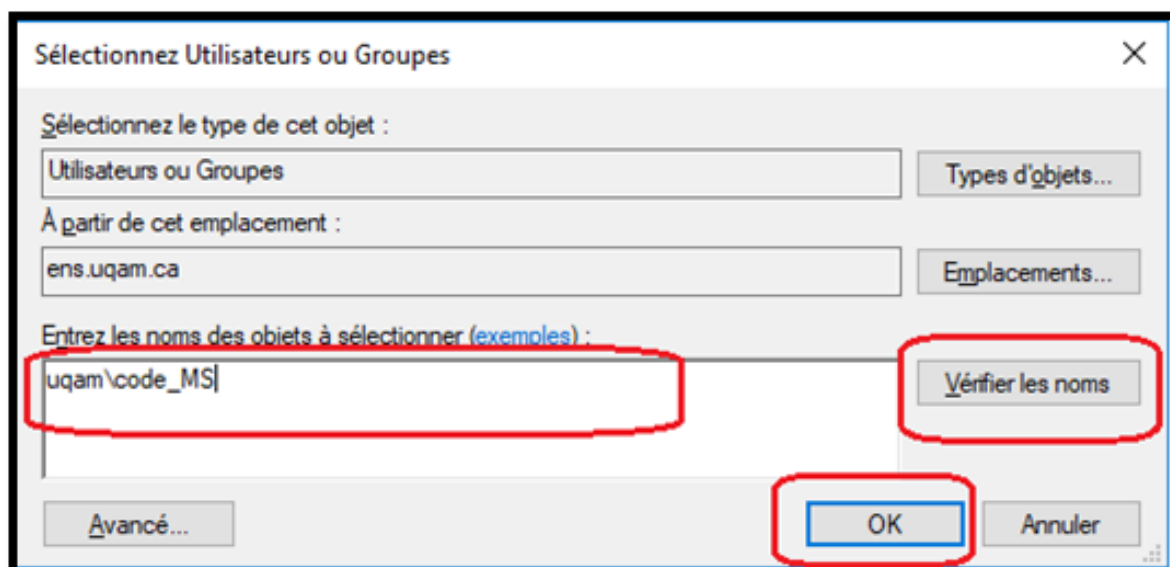 Sélectionnez Utilisateurs ou Groupes
Sélectionnez le type de cet objet :
Utilisateurs ou Groupes
Types d'objets...
À partir de cet emplacement :
ens.uqam.ca
Emplacements...
Entrez les noms des objets à sélectionner (exemples) :
uqam\code_MS
Vérifier les noms
Avancé...
OK
Annuler